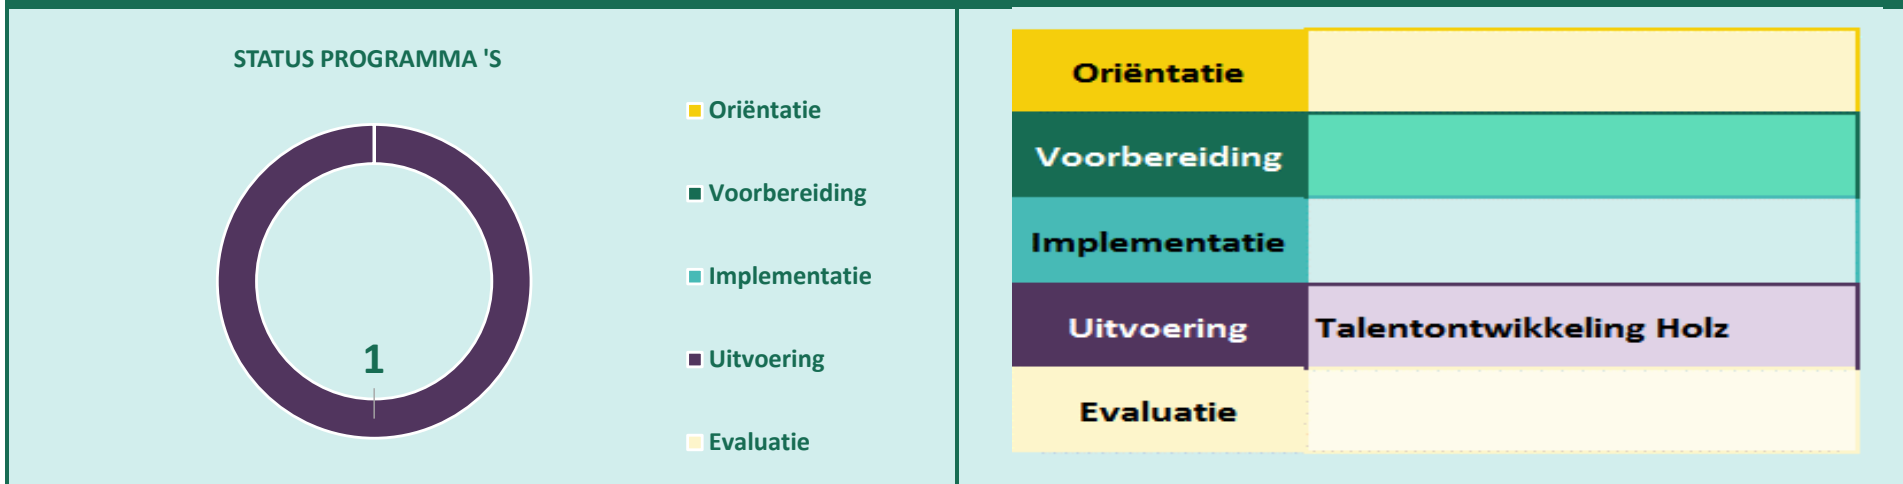 STATUS PROGRAMMA 'S
1
Oriëntatie
Voorbereiding
Implementatie
Uitvoering
Evaluatie
Oriëntatie
Voorbereiding
Implementatie
Uitvoering Talentontwikkeling Holz
Evaluatie